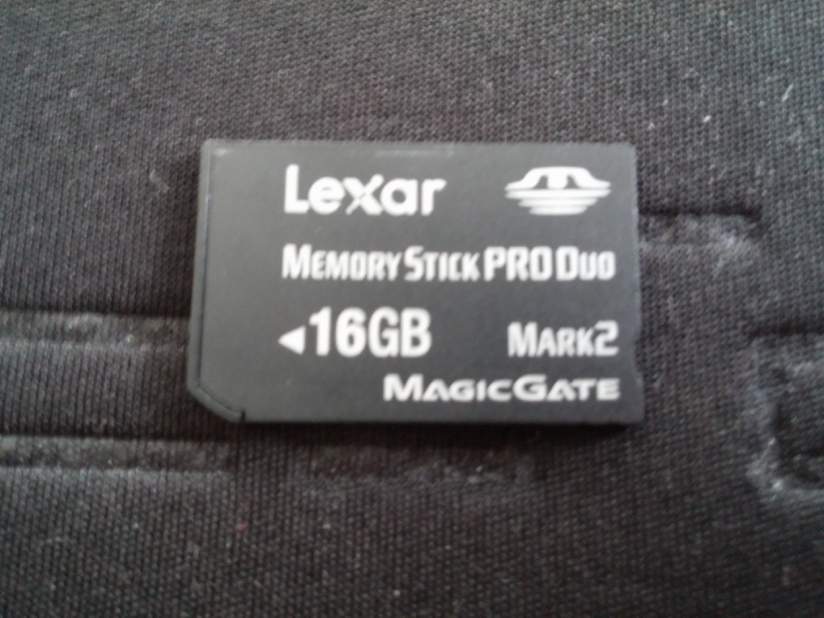 Lexar
MEMORY STICK PRO DUO
16GB
MARK2
MAGICGATE